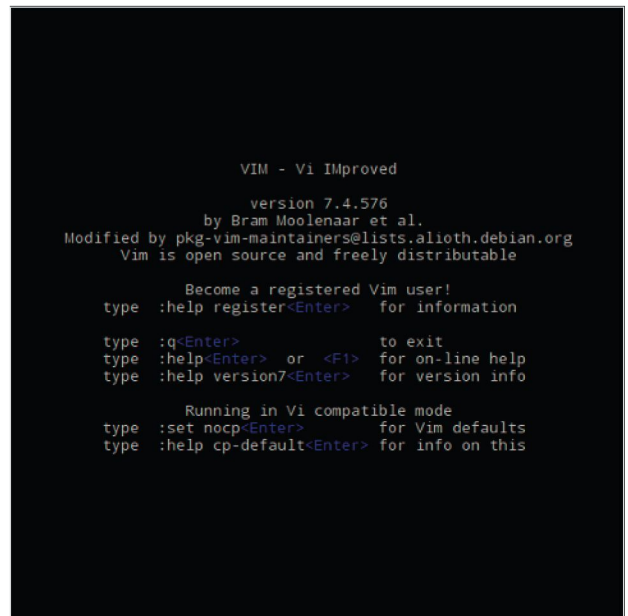 VIM - Vi IMproved
version 7.4.576
by Bram Moolenaar et al.
Modified by pkg-vim-maintainers@lists.alioth.debian.org
Vim is open source and freely distributable
Become a registered Vim user!
type :help register<Enter> for information
type :q<Enter> to exit
type :help<Enter> or <F1> for on-line help
type :help version7<Enter> for version info
Running in Vi compatible mode
type :set nocp<Enter> for Vim defaults
type :help cp-default<Enter> for info on this